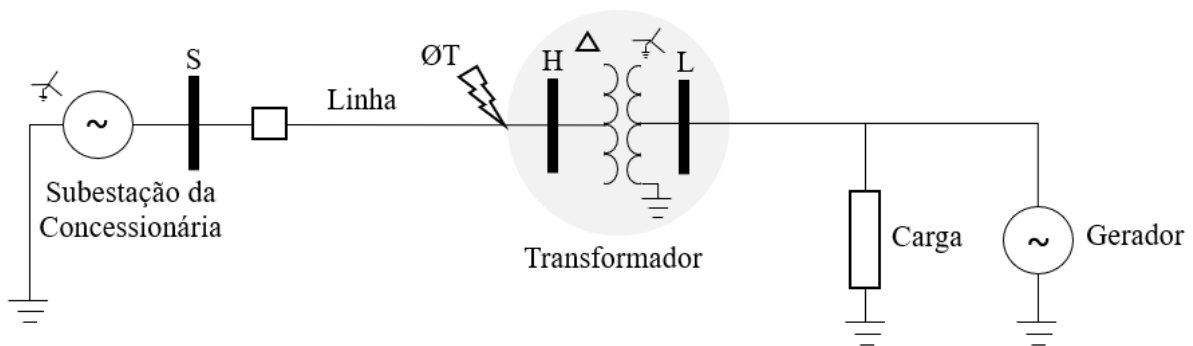 S
Linha
ØT
H
L
~
Subestação da
Concessionária
Transformador
Carga
~
Gerador